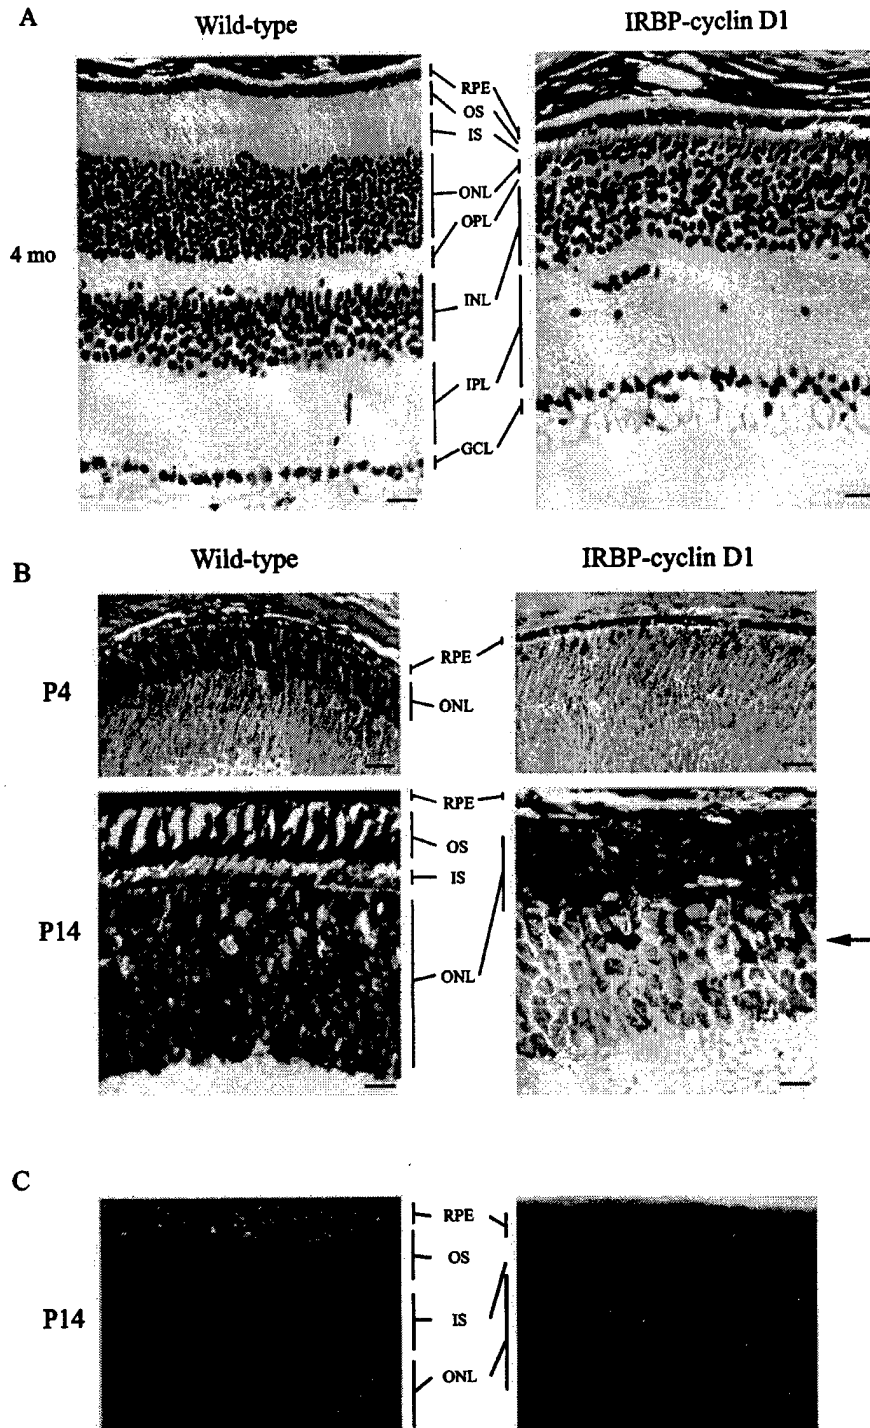 A
Wild-type
IRBP-cyclin D1
RPE
OS
IS
ONL
OPL
4 mo
INL
IPL
GCL
B
Wild-type
IRBP-cyclin D1
P4
RPE
ONL
RPE
OS
IS
P14
ONL
C
RPE
OS
P14
IS
ONL